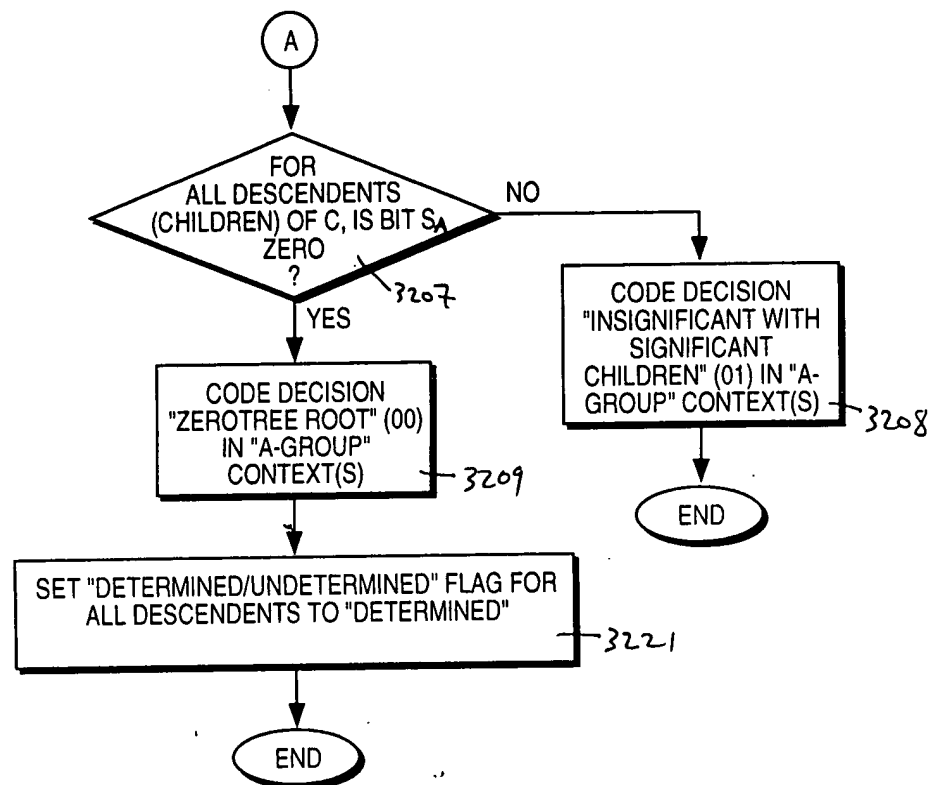 A
FOR
ALL DESCENDENTS
(CHILDREN) OF C, IS BIT SA
ZERO
?
3207
NO
YES
CODE DECISION
"INSIGNIFICANT WITH
SIGNIFICANT
CHILDREN" (01) IN "A-
GROUP" CONTEXT(S)
3208
END
CODE DECISION
"ZEROTREE ROOT" (00)
IN "A-GROUP"
CONTEXT(S)
3209
SET "DETERMINED/UNDETERMINED" FLAG FOR
ALL DESCENDENTS TO "DETERMINED"
3221
END